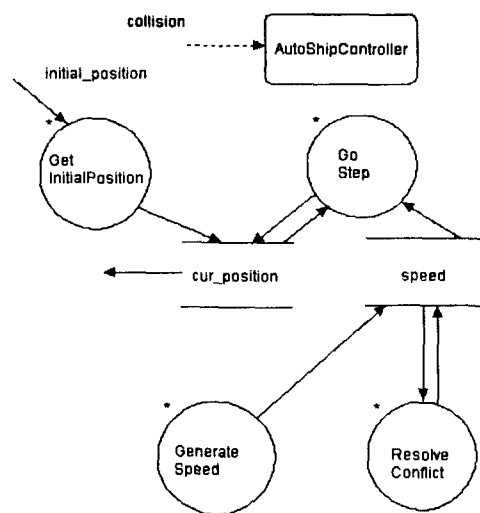 collision
AutoShipController
initial_position
*
Get
InitialPosition
*
Go
Step
cur_position
speed
*
Generate
Speed
*
Resolve
Conflict